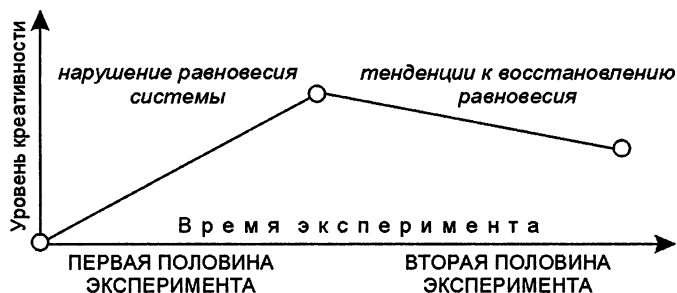 Уровень креативности
нарушение равновесия
системы
тенденции к восстановлению
равновесия
Время эксперимента
ПЕРВАЯ ПОЛОВИНА
ЭКСПЕРИМЕНТА
ВТОРАЯ ПОЛОВИНА
ЭКСПЕРИМЕНТА